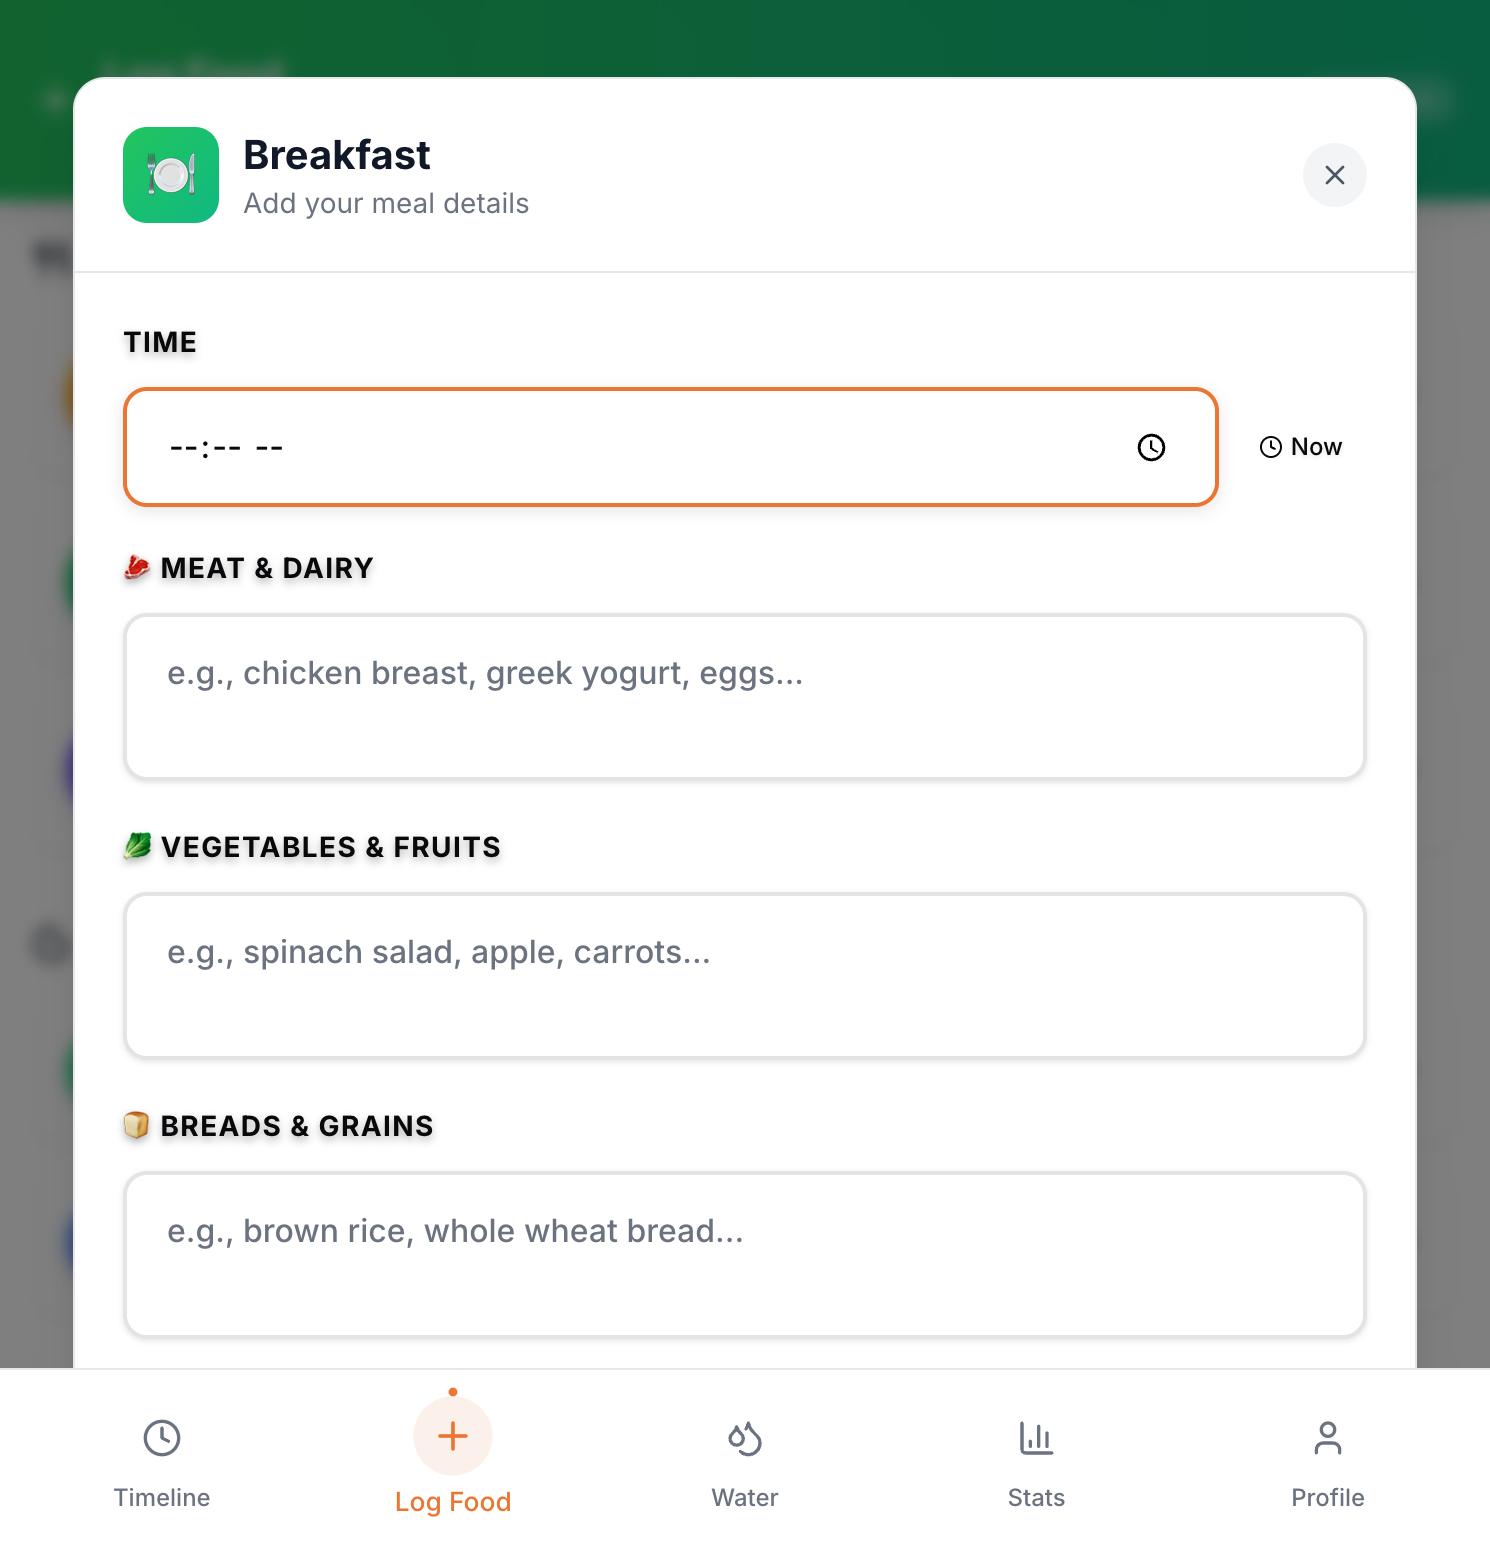 Breakfast
Add your meal details
TIME
--:-- --
Now
MEAT & DAIRY
e.g., chicken breast, greek yogurt, eggs...
VEGETABLES & FRUITS
e.g., spinach salad, apple, carrots...
BREADS & GRAINS
e.g., brown rice, whole wheat bread...
Timeline
Log Food
Water
Stats
Profile